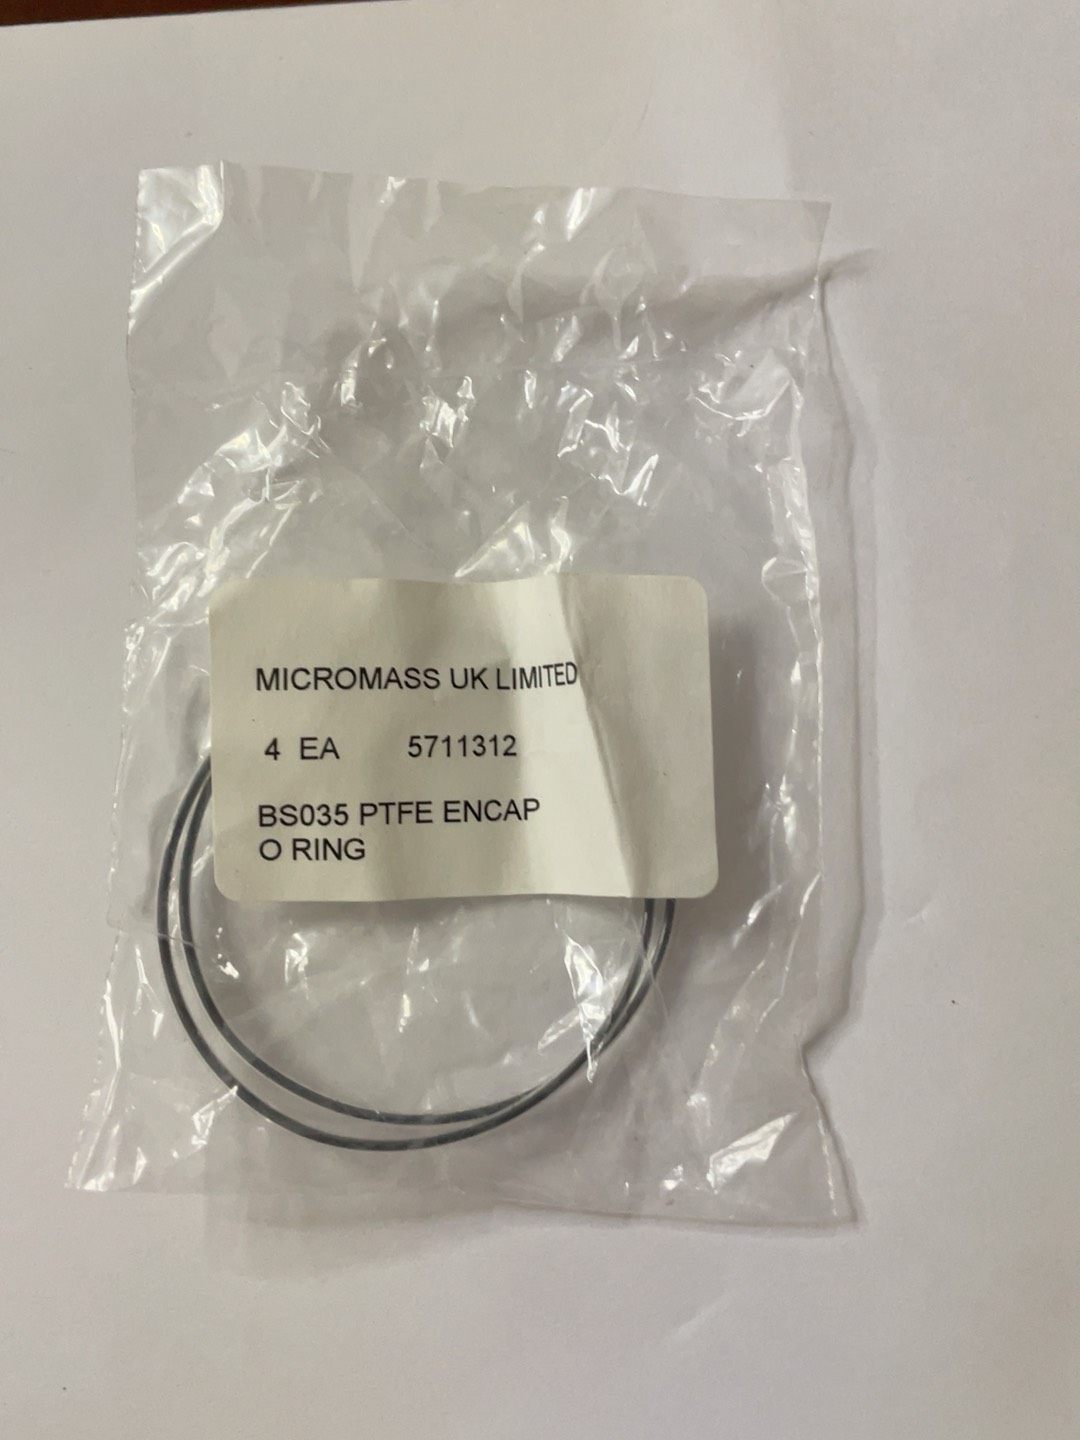 MICROMASS UK LIMITED
4 EA 5711312
BS035 PTFE ENCAP
O RING